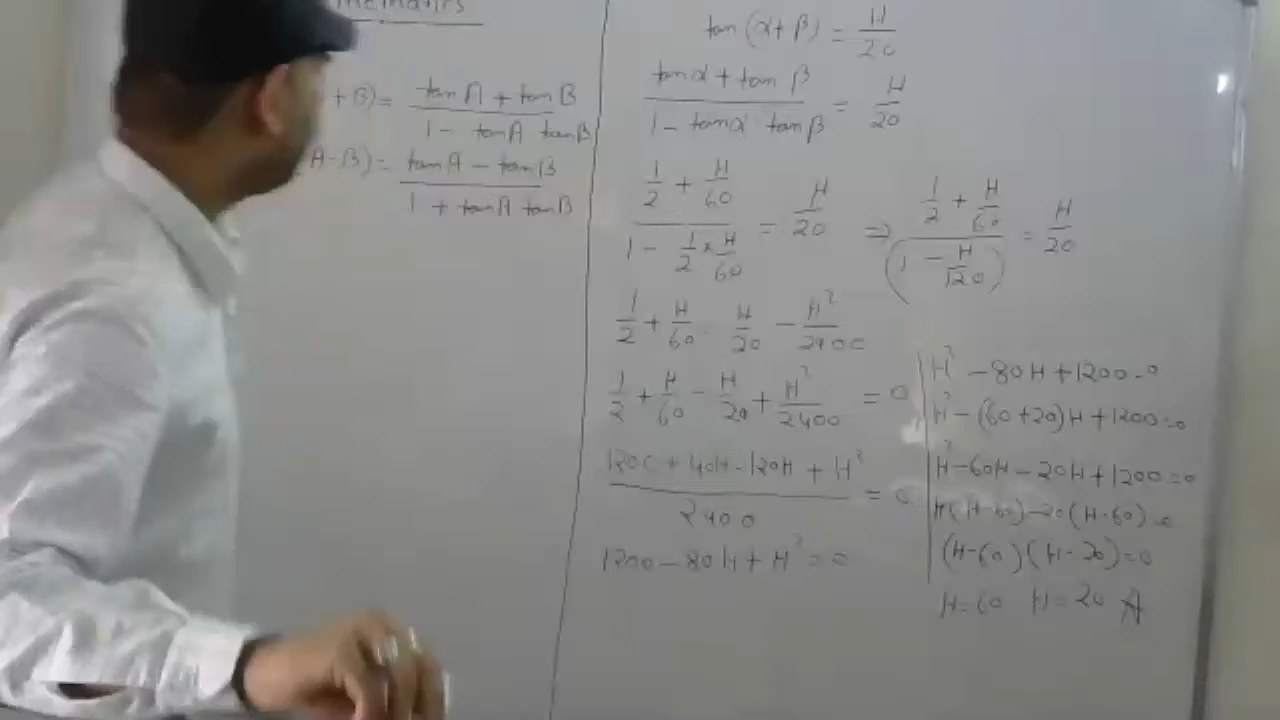 + B) = tan A + tan B / 1 - tan A tan B
A - B) = tan A - tan B / 1 + tan A tan B
tan (α + β) = H/20
tan α + tan β / 1 - tan α tan β = H/20
1/2 + H/60 / 1 - 1/2 × H/60 = H/20 ⇒ 1/2 + H/60 / (1 - H/120) = H/20
1/2 + H/60 = H/20 - H²/2400
1/2 + H/60 - H/20 + H²/2400 = 0
1200 + 40H - 120H + H² / 2400 = 0
1200 - 80H + H² = 0
H² - 80H + 1200 = 0
H² - (60 + 20)H + 1200 = 0
H² - 60H - 20H + 1200 = 0
H(H - 60) - 20(H - 60) = 0
(H - 60)(H - 20) = 0
H = 60 H = 20 A